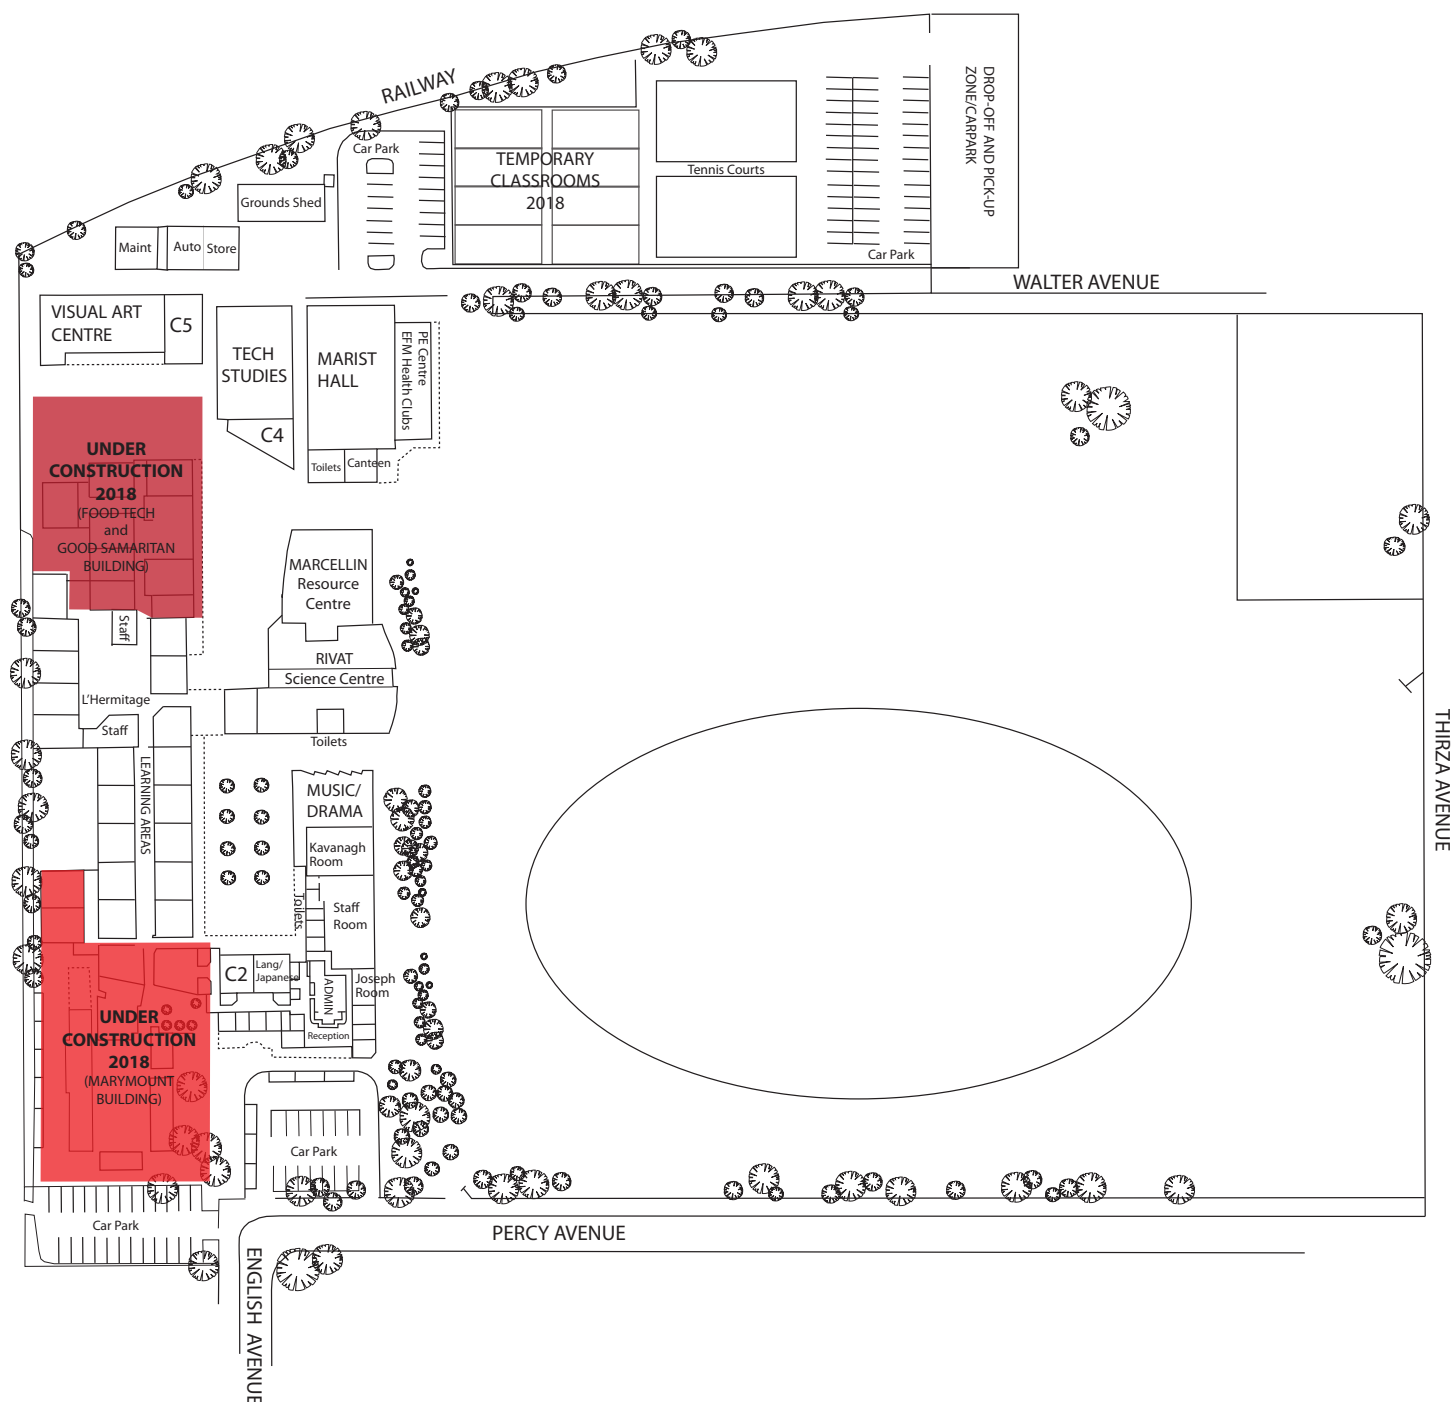 RAILWAY
DROP-OFF AND PICK-UP
ZONE/CARPARK
Car Park
TEMPORARY
CLASSROOMS
2018
Tennis Courts
Grounds Shed
Maint
Auto
Store
Car Park
WALTER AVENUE
VISUAL ART
CENTRE
C5
TECH
STUDIES
C4
MARIST
HALL
PE Centre
EFM Health Clubs
Toilets
Canteen
UNDER
CONSTRUCTION
2018
(FOOD TECH
and
GOOD SAMARITAN
BUILDING)
MARCELLIN
Resource
Centre
Staff
RIVAT
Science Centre
L'Hermitage
Staff
Toilets
THIRZA AVENUE
LEARNING AREAS
MUSIC/
DRAMA
Kavanagh
Room
Toilets
Staff
Room
C2
Lang/
Japanese
ADMIN
Joseph
Room
Reception
UNDER
CONSTRUCTION
2018
(MARYMOUNT
BUILDING)
Car Park
Car Park
PERCY AVENUE
ENGLISH AVENUE